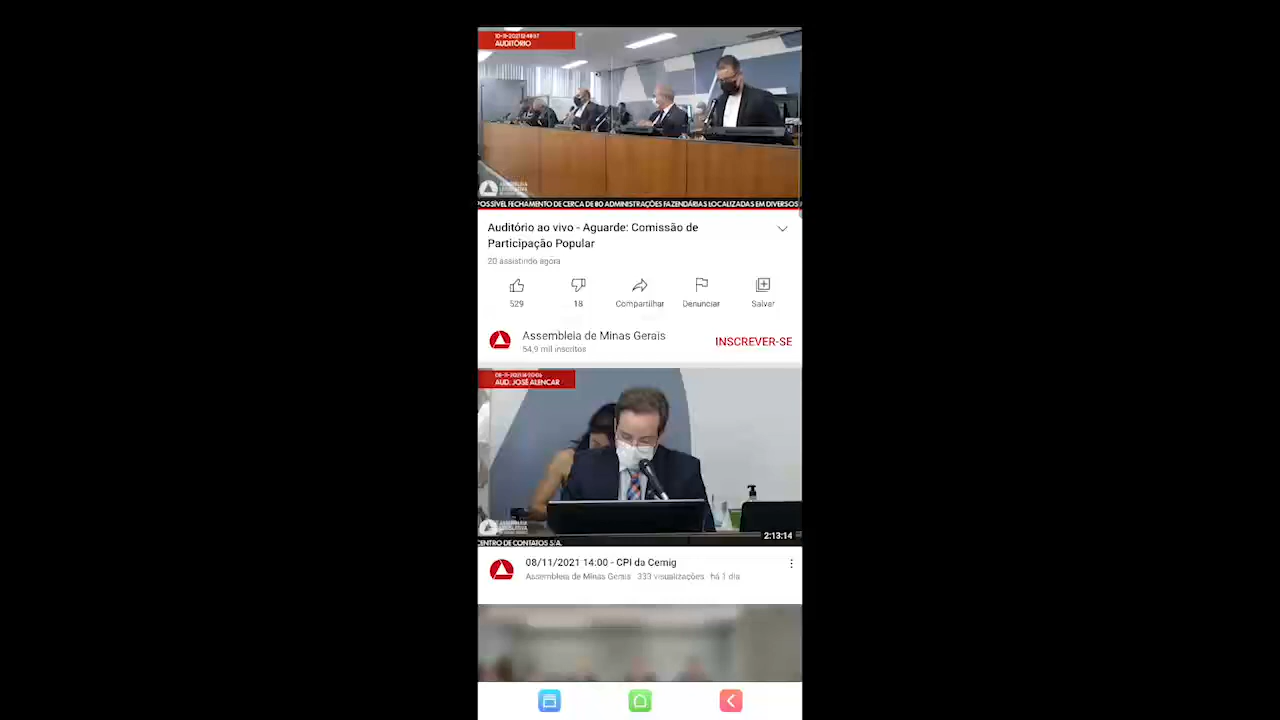 AUDITÓRIO
POSSÍVEL FECHAMENTO DE CERCA DE 80 ADMINISTRAÇÕES FAZENDÁRIAS LOCALIZADAS EM DIVERSOS
Auditório ao vivo - Aguarde: Comissão de
Participação Popular
20 assistindo agora
529
18
Compartilhar
Denunciar
Salvar
Assembleia de Minas Gerais
INSCREVER-SE
54,9 mil inscritos
AUD. JOSÉ ALENCAR
2:13:14
CENTRO DE CONTATOS S/A.
08/11/2021 14:00 - CPI da Cemig
Assembleia de Minas Gerais 333 visualizações há 1 dia